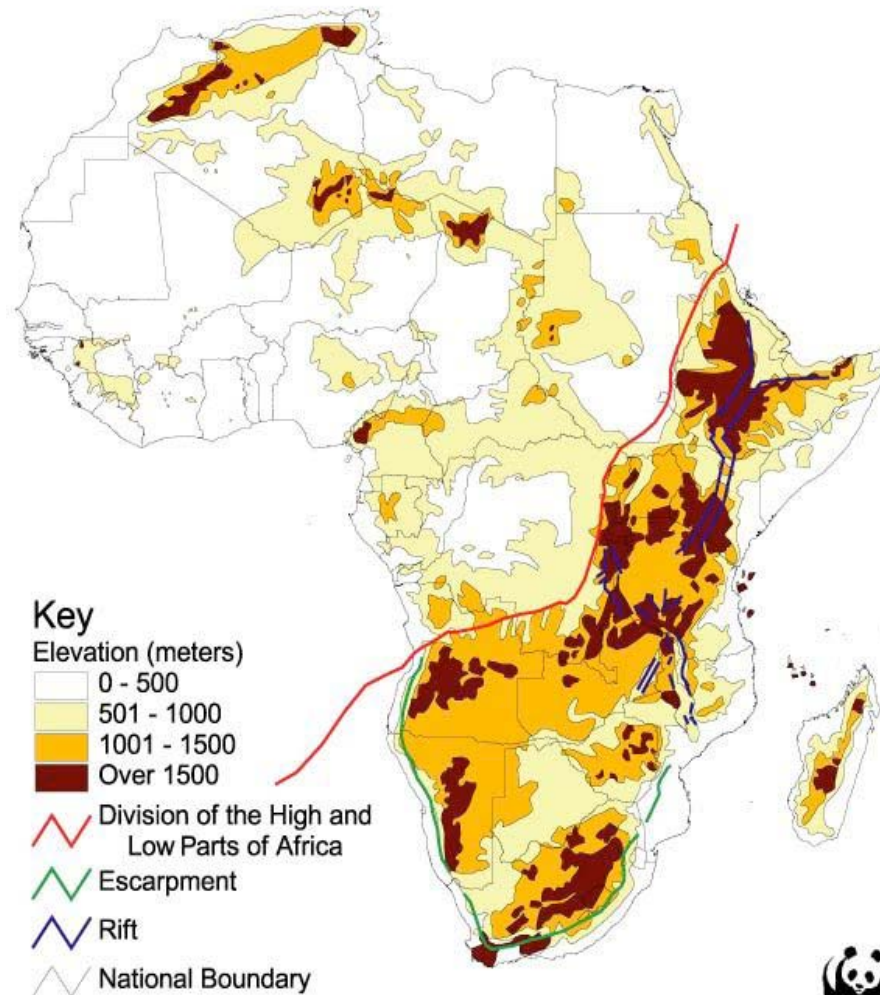 Key
Elevation (meters)
0 - 500
501 - 1000
1001 - 1500
Over 1500
Division of the High and
Low Parts of Africa
Escarpment
Rift
National Boundary